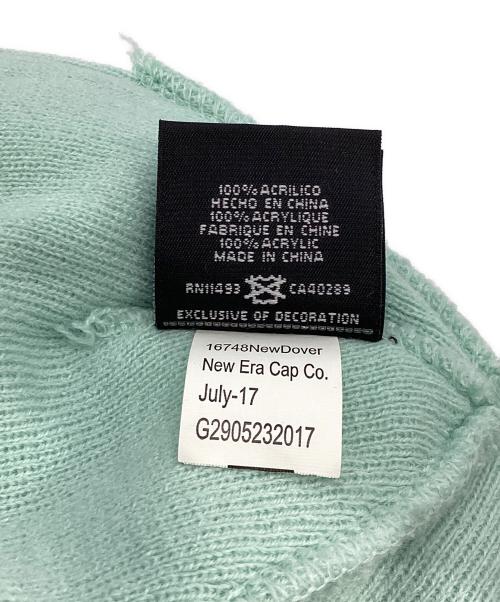 100% ACRILICO
HECHO EN CHINA
100% ACRYLIQUE
FABRIQUE EN CHINE
100% ACRYLIC
MADE IN CHINA
RN11493 CA40289
EXCLUSIVE OF DECORATION
16748NewDover
New Era Cap Co.
July-17
G2905232017